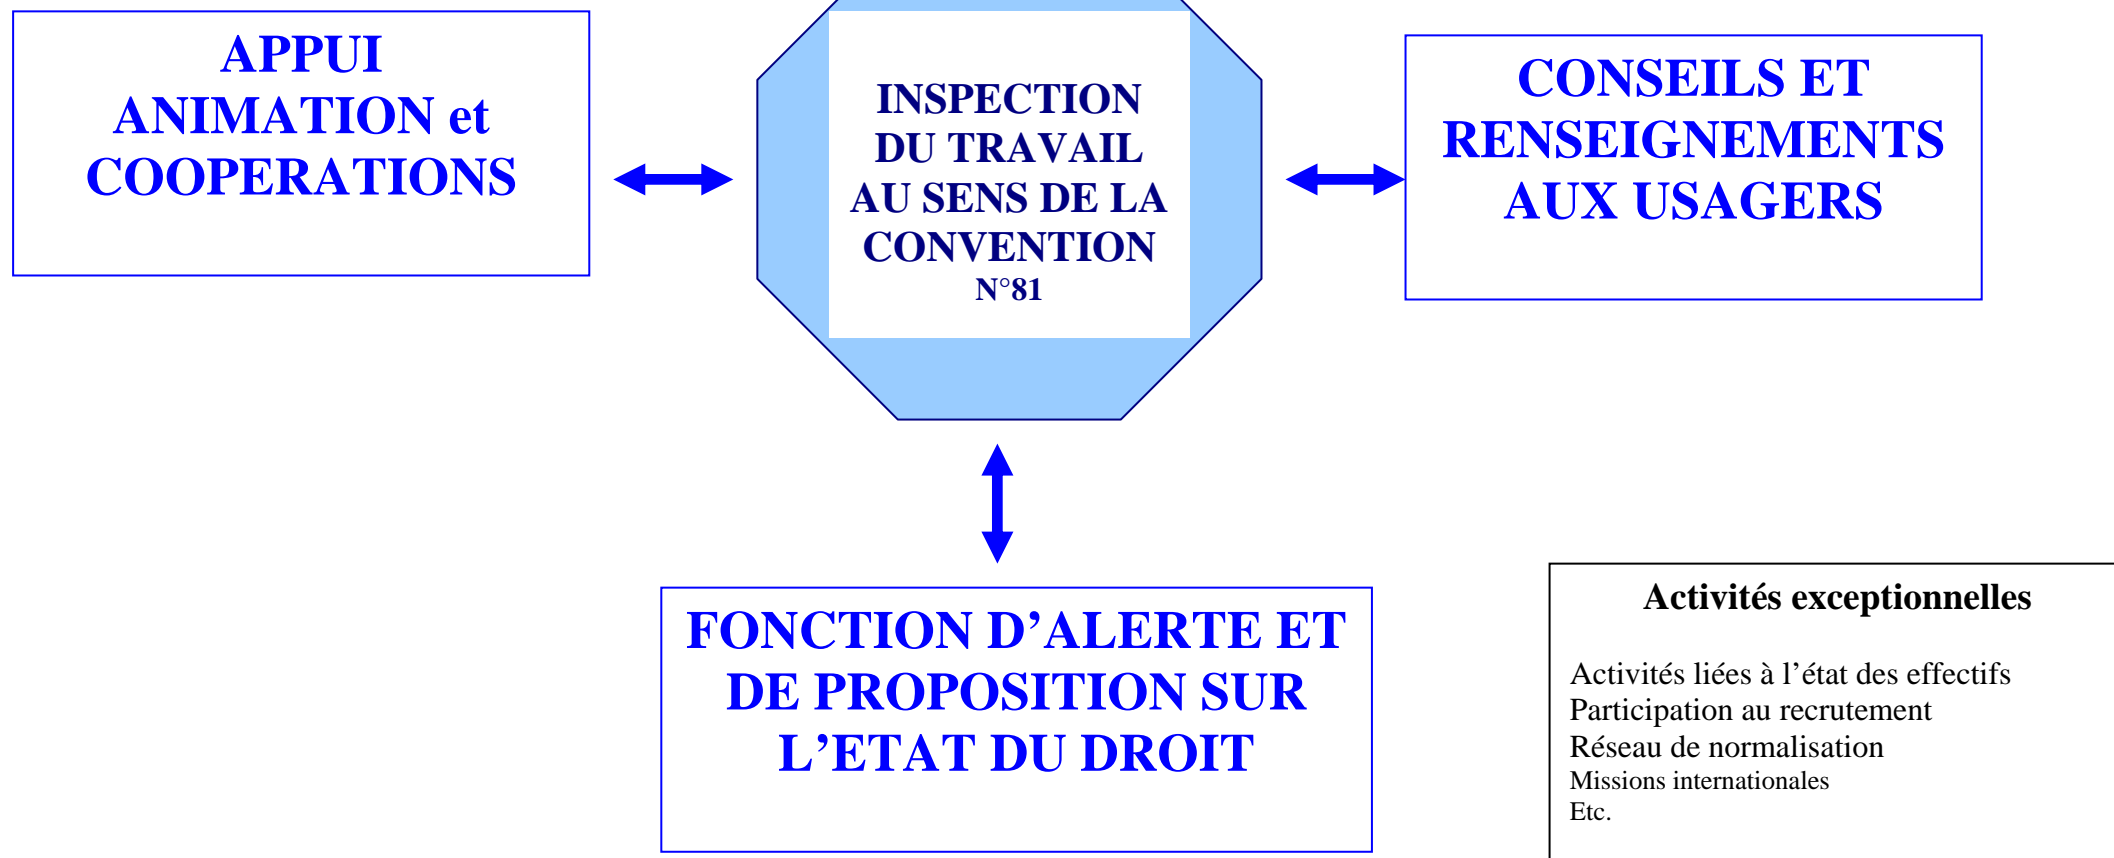 APPUI
ANIMATION et
COOPERATIONS
INSPECTION
DU TRAVAIL
AU SENS DE LA
CONVENTION
N°81
CONSEILS ET
RENSEIGNEMENTS
AUX USAGERS
FONCTION D’ALERTE ET
DE PROPOSITION SUR
L’ETAT DU DROIT
Activités exceptionnelles
Activités liées à l’état des effectifs
Participation au recrutement
Réseau de normalisation
Missions internationales
Etc.